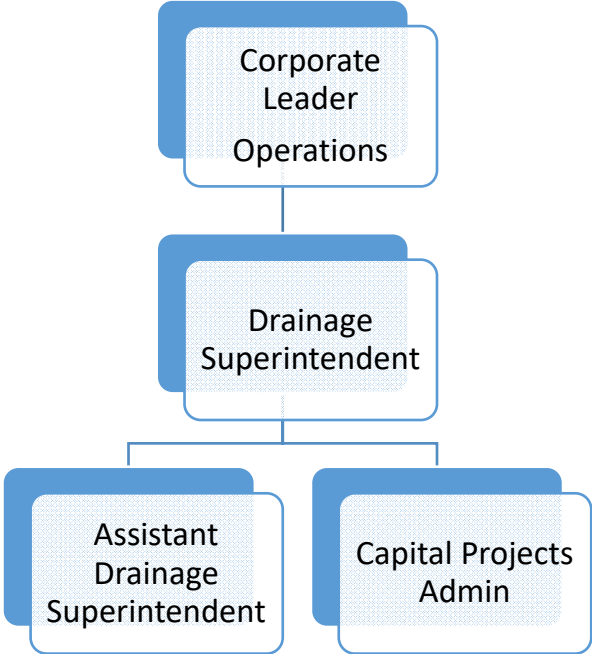 Corporate
Leader
Operations
Drainage
Superintendent
Assistant
Drainage
Superintendent
Capital Projects
Admin